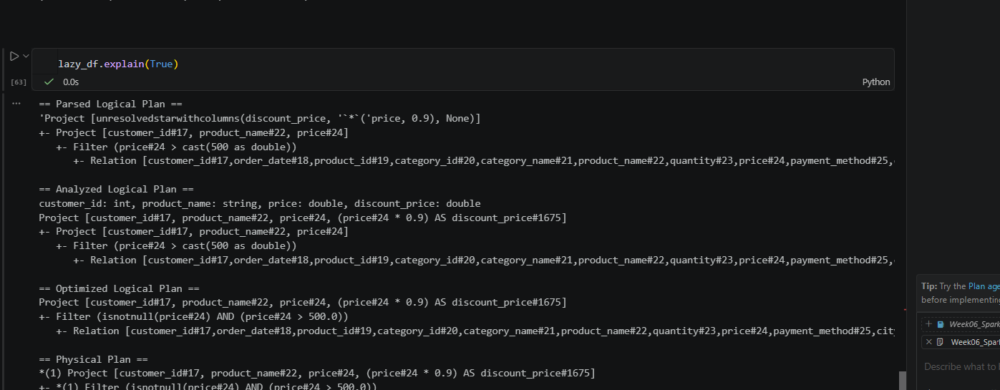 lazy_df.explain(True)
[63]
0.0s
Python
== Parsed Logical Plan ==
'Project [unresolvedstarwithcolumns(discount_price, '`*`('price, 0.9), None)]
+- Project [customer_id#17, product_name#22, price#24]
   +- Filter (price#24 > cast(500 as double))
      +- Relation [customer_id#17,order_date#18,product_id#19,category_id#20,category_name#21,product_name#22,quantity#23,price#24,payment_method#25,
== Analyzed Logical Plan ==
customer_id: int, product_name: string, price: double, discount_price: double
Project [customer_id#17, product_name#22, price#24, (price#24 * 0.9) AS discount_price#1675]
+- Project [customer_id#17, product_name#22, price#24]
   +- Filter (price#24 > cast(500 as double))
      +- Relation [customer_id#17,order_date#18,product_id#19,category_id#20,category_name#21,product_name#22,quantity#23,price#24,payment_method#25,
== Optimized Logical Plan ==
Project [customer_id#17, product_name#22, price#24, (price#24 * 0.9) AS discount_price#1675]
+- Filter (isnotnull(price#24) AND (price#24 > 500.0))
   +- Relation [customer_id#17,order_date#18,product_id#19,category_id#20,category_name#21,product_name#22,quantity#23,price#24,payment_method#25,city
== Physical Plan ==
*(1) Project [customer_id#17, product_name#22, price#24, (price#24 * 0.9) AS discount_price#1675]
+- *(1) Filter (isnotnull(price#24) AND (price#24 > 500.0))
Tip: Try the Plan age
before implementing
Week06_Spark
Week06_Spar
Describe what to